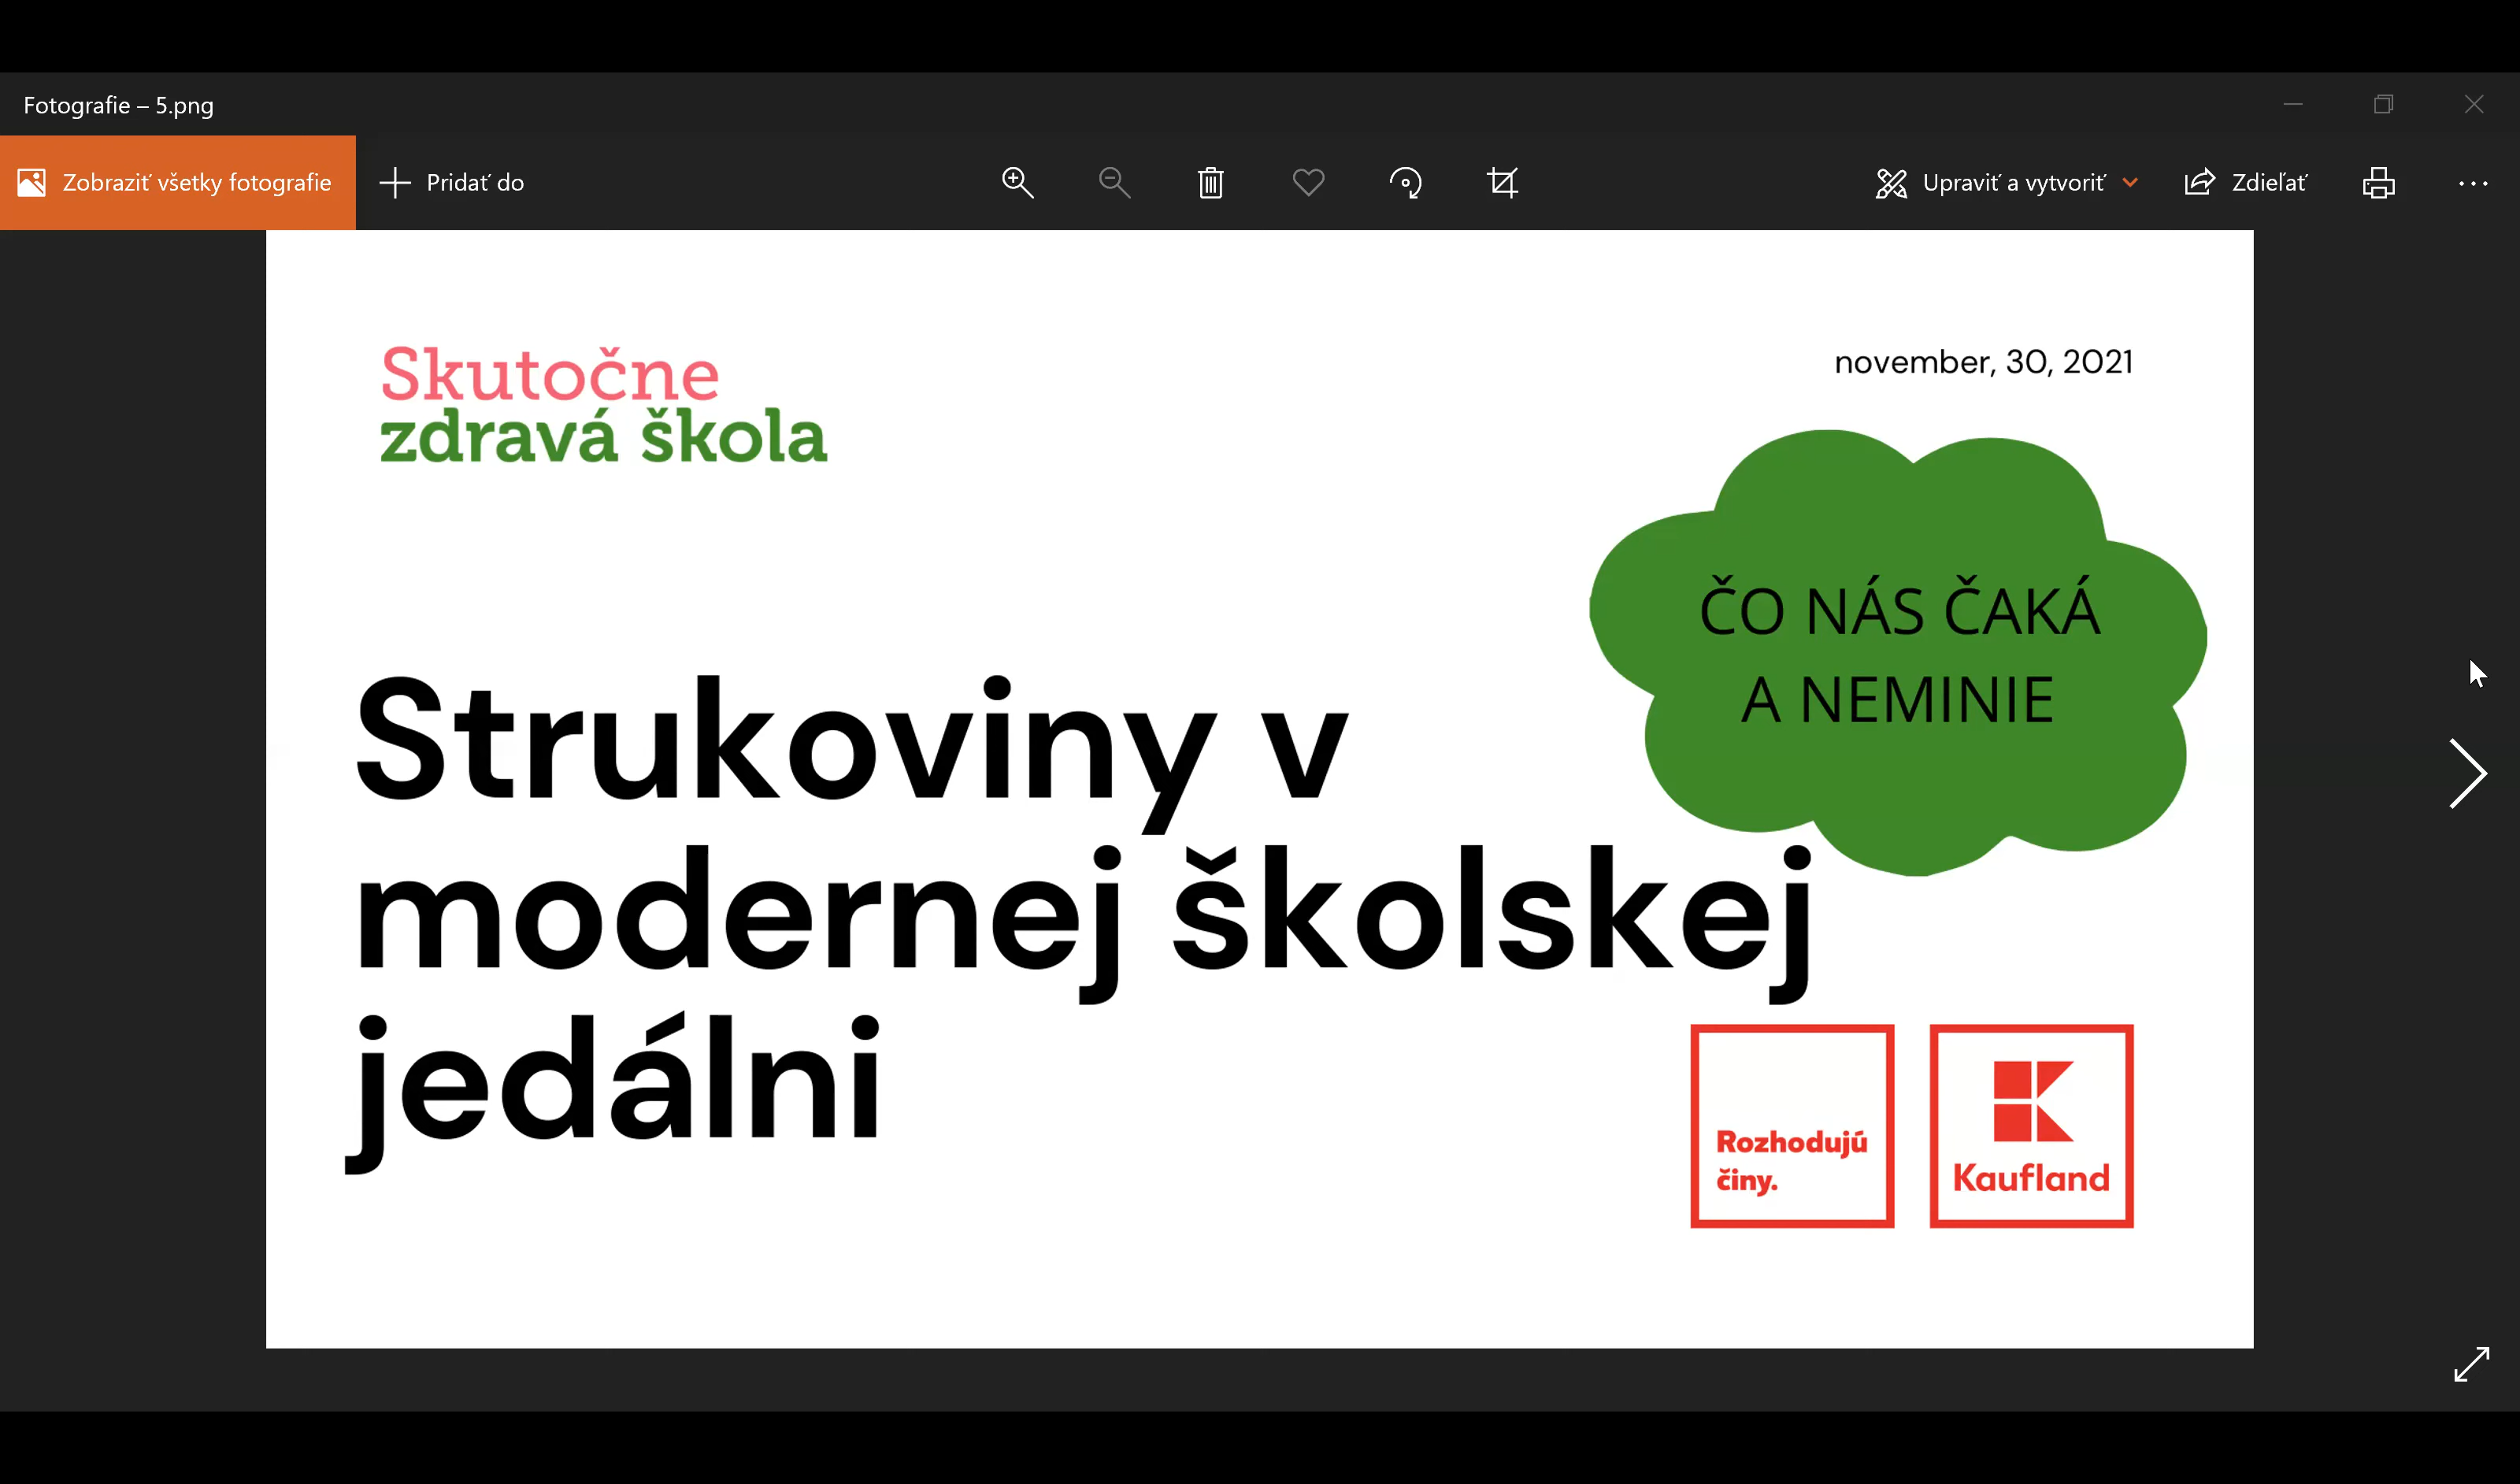 Fotografie – 5.png
Zobraziť všetky fotografie
Pridať do
Upraviť a vytvoriť
Zdieľať
Skutočne
zdravá škola
november, 30, 2021
ČO NÁS ČAKÁ
A NEMINIE
Strukoviny v
modernej školskej
jedálni
Rozhodujú
činy.
Kaufland